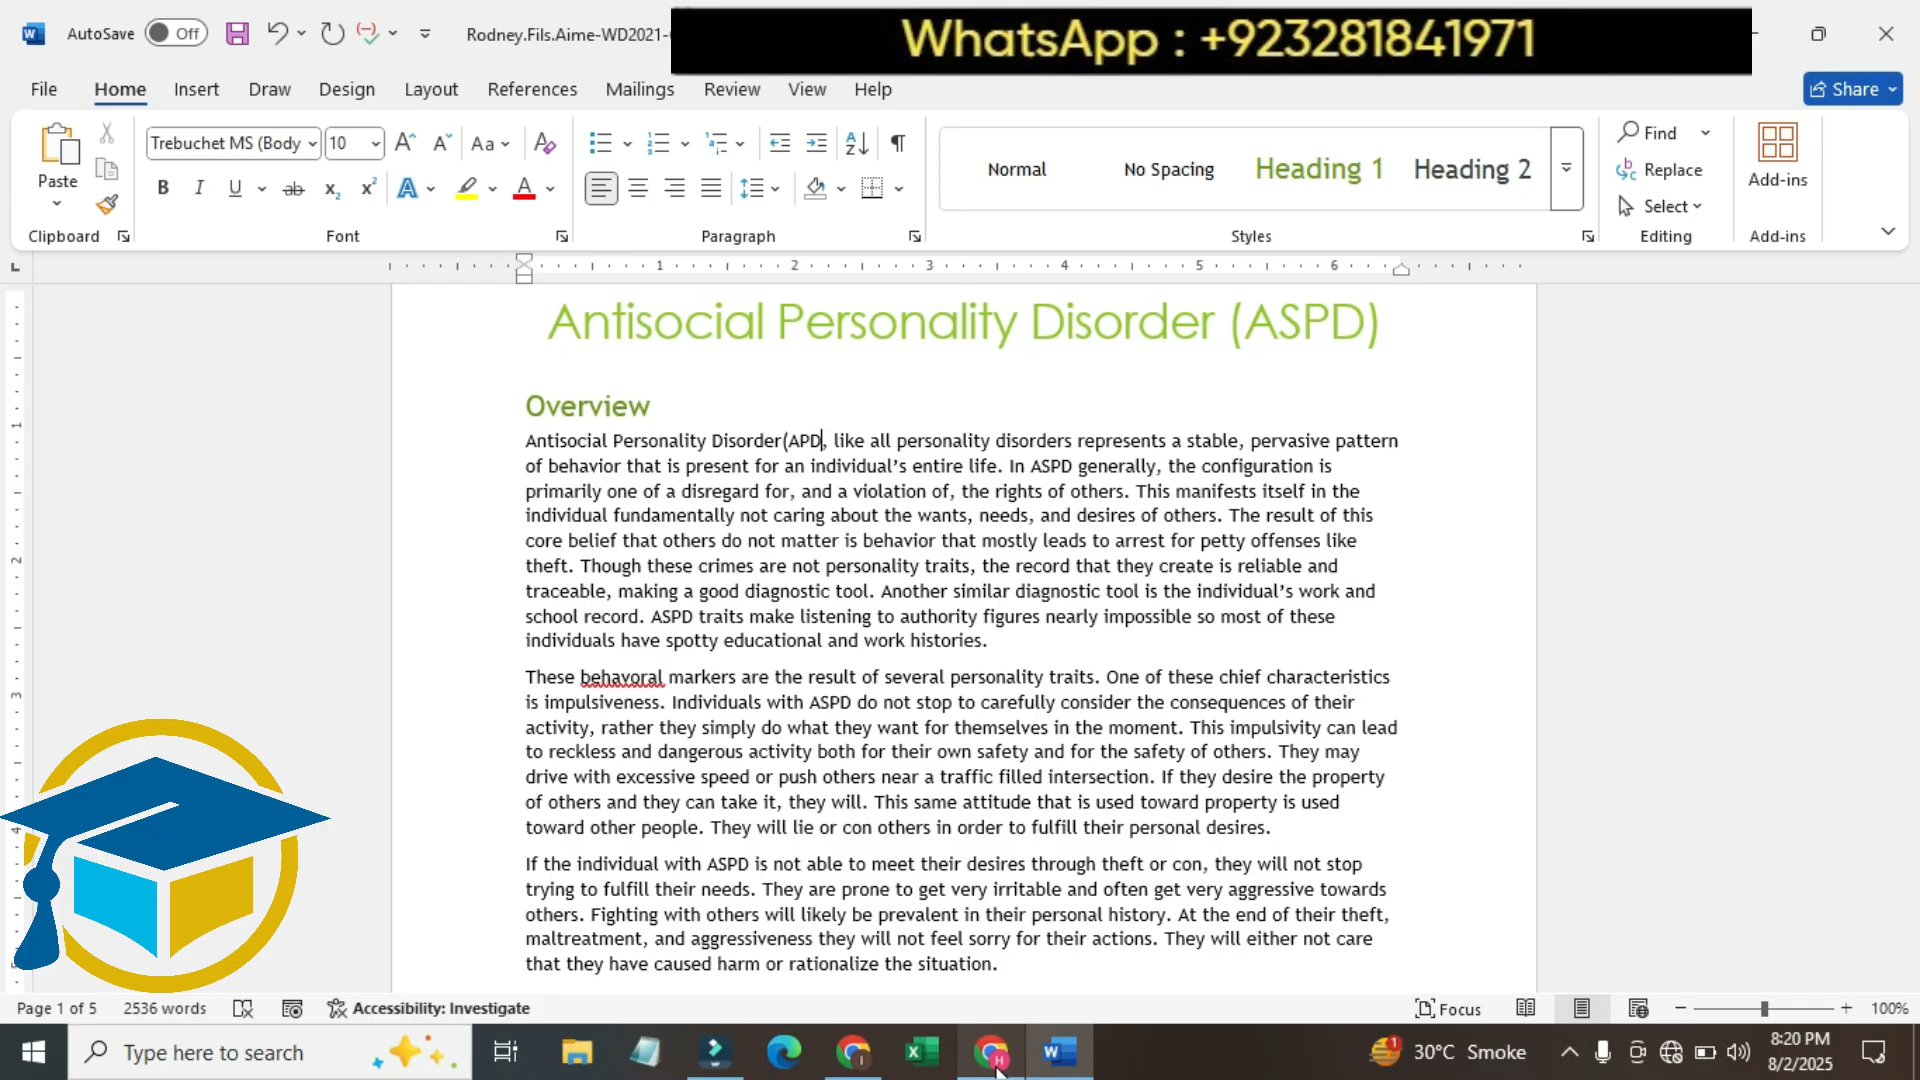 AutoSave Off Rodney.Fils.Aime-WD2021-
WhatsApp : +923281841971
File Home Insert Draw Design Layout References Mailings Review View Help Share
Trebuchet MS (Body 10
Normal No Spacing Heading 1 Heading 2
Find
Replace
Select
Paste
Add-ins
Clipboard Font Paragraph Styles Editing Add-ins
1 2 3 4 5 6
Antisocial Personality Disorder (ASPD)
Overview
Antisocial Personality Disorder(APD, like all personality disorders represents a stable, pervasive pattern
of behavior that is present for an individual’s entire life. In ASPD generally, the configuration is
primarily one of a disregard for, and a violation of, the rights of others. This manifests itself in the
individual fundamentally not caring about the wants, needs, and desires of others. The result of this
core belief that others do not matter is behavior that mostly leads to arrest for petty offenses like
theft. Though these crimes are not personality traits, the record that they create is reliable and
traceable, making a good diagnostic tool. Another similar diagnostic tool is the individual’s work and
school record. ASPD traits make listening to authority figures nearly impossible so most of these
individuals have spotty educational and work histories.
These behavoral markers are the result of several personality traits. One of these chief characteristics
is impulsiveness. Individuals with ASPD do not stop to carefully consider the consequences of their
activity, rather they simply do what they want for themselves in the moment. This impulsivity can lead
to reckless and dangerous activity both for their own safety and for the safety of others. They may
drive with excessive speed or push others near a traffic filled intersection. If they desire the property
of others and they can take it, they will. This same attitude that is used toward property is used
toward other people. They will lie or con others in order to fulfill their personal desires.
If the individual with ASPD is not able to meet their desires through theft or con, they will not stop
trying to fulfill their needs. They are prone to get very irritable and often get very aggressive towards
others. Fighting with others will likely be prevalent in their personal history. At the end of their theft,
maltreatment, and aggressiveness they will not feel sorry for their actions. They will either not care
that they have caused harm or rationalize the situation.
Page 1 of 5 2536 words Accessibility: Investigate Focus 100%
Type here to search 30°C Smoke 8:20 PM
8/2/2025